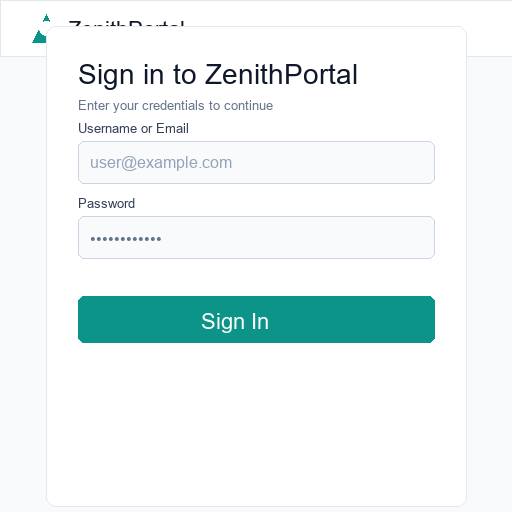 ZenithPortal
Sign in to ZenithPortal
Enter your credentials to continue
Username or Email
user@example.com
Password
••••••••••••
Sign In